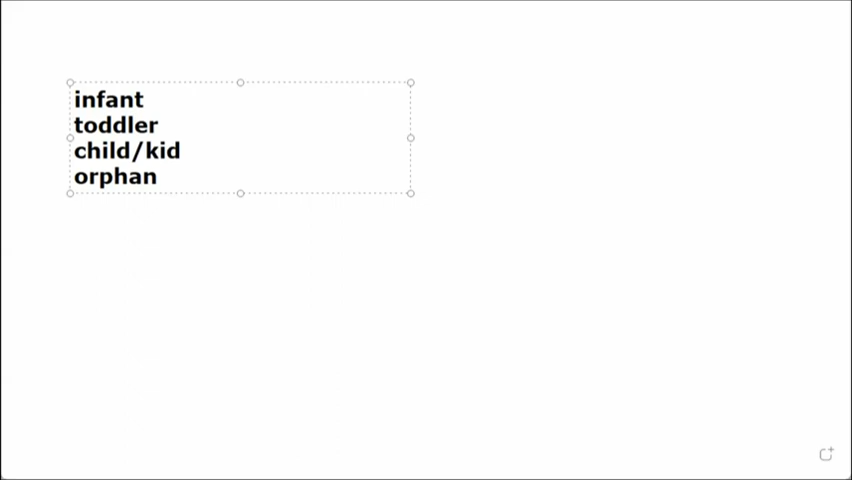 infant
toddler
child/kid
orphan